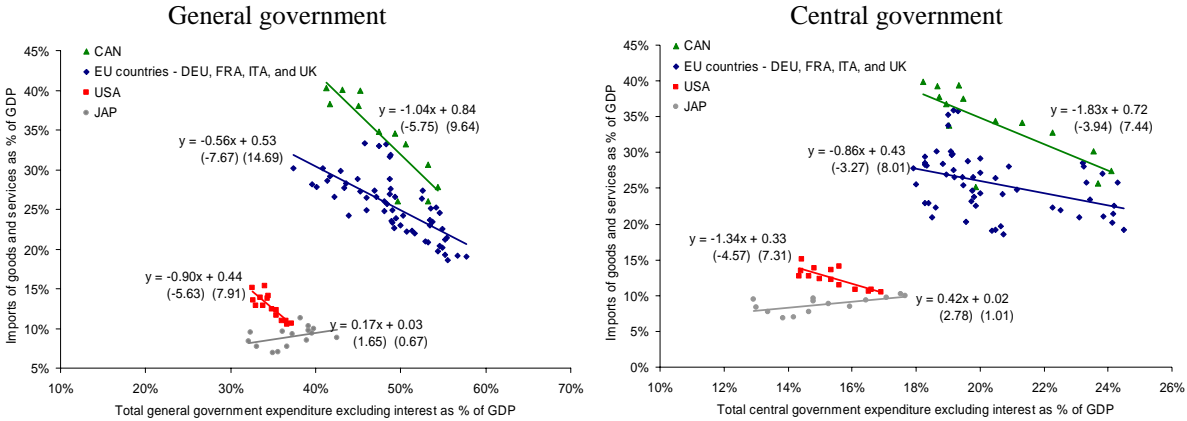 General government
45%
40%
35%
30%
25%
20%
15%
10%
5%
Imports of goods and services as % of GDP
CAN
EU countries - DEU, FRA, ITA, and UK
USA
JAP
y = -1.04x + 0.84
(-5.75) (9.64)
y = -0.56x + 0.53
(-7.67) (14.69)
y = -0.90x + 0.44
(-5.63) (7.91)
y = 0.17x + 0.03
(1.65) (0.67)
10% 20% 30% 40% 50% 60% 70%
Total general government expenditure excluding interest as % of GDP
Central government
45%
40%
35%
30%
25%
20%
15%
10%
5%
0%
Imports of goods and services as % of GDP
CAN
EU countries - DEU, FRA, ITA, and UK
USA
JAP
y = -1.83x + 0.72
(-3.94) (7.44)
y = -0.86x + 0.43
(-3.27) (8.01)
y = -1.34x + 0.33
(-4.57) (7.31)
y = 0.42x + 0.02
(2.78) (1.01)
10% 12% 14% 16% 18% 20% 22% 24% 26%
Total central government expenditure excluding interest as % of GDP